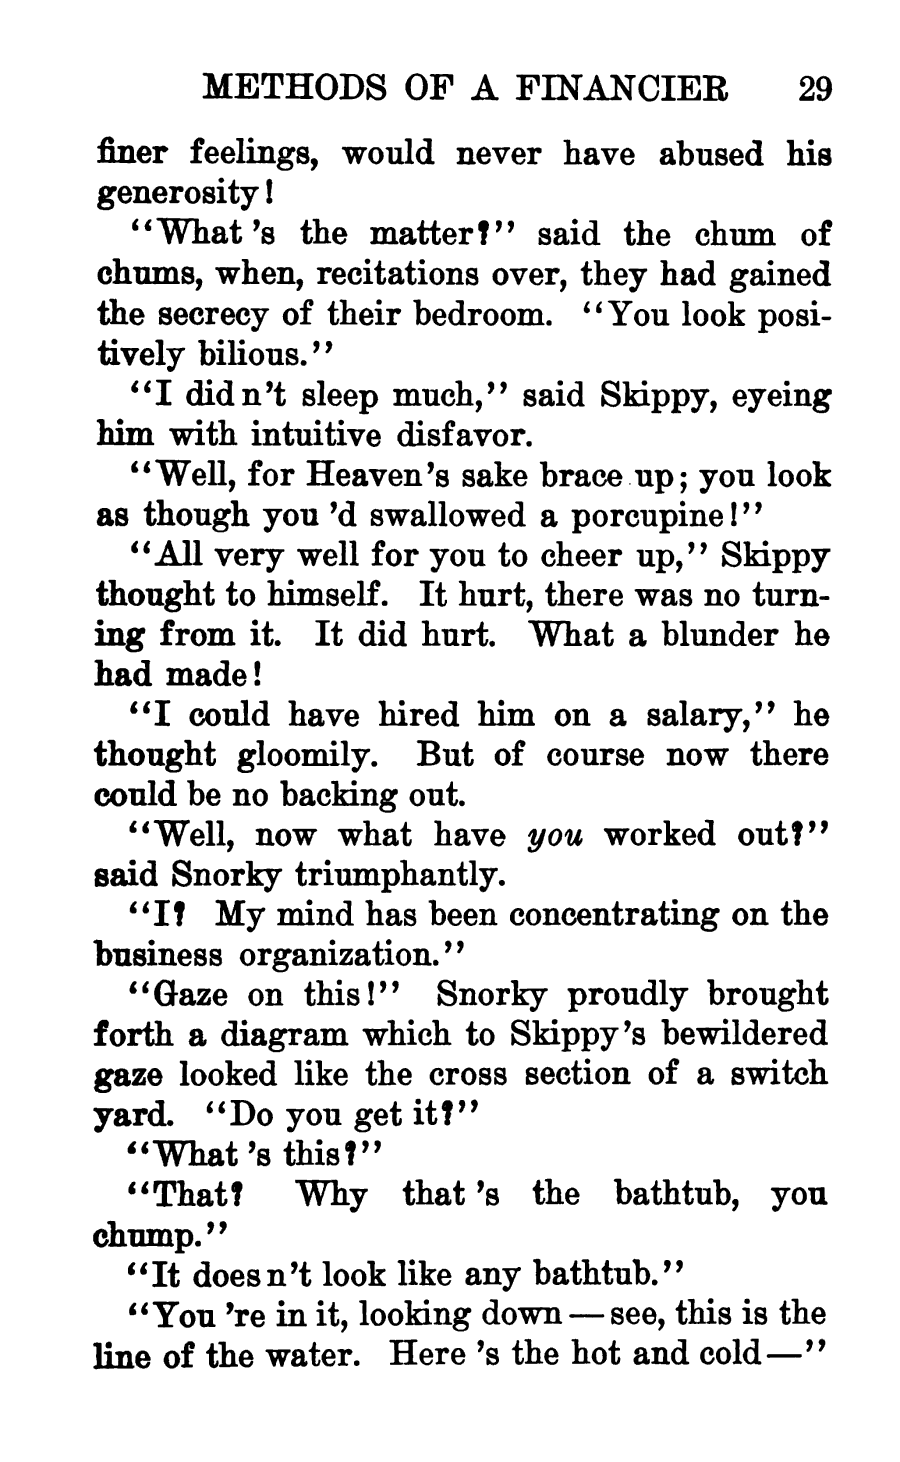 METHODS OF A FINANCIER 29
finer feelings, would never have abused his
generosity!
"What 's the matter?" said the chum of
chums, when, recitations over, they had gained
the secrecy of their bedroom. "You look posi-
tively bilious."
"I did n't sleep much," said Skippy, eyeing
him with intuitive disfavor.
"Well, for Heaven's sake brace up; you look
as though you 'd swallowed a porcupine!"
"All very well for you to cheer up," Skippy
thought to himself. It hurt, there was no turn-
ing from it. It did hurt. What a blunder he
had made!
"I could have hired him on a salary," he
thought gloomily. But of course now there
could be no backing out.
"Well, now what have you worked out?"
said Snorky triumphantly.
"I? My mind has been concentrating on the
business organization."
"Gaze on this!" Snorky proudly brought
forth a diagram which to Skippy's bewildered
gaze looked like the cross section of a switch
yard. "Do you get it?"
"What 's this?"
"That? Why that 's the bathtub, you
chump."
"It does n't look like any bathtub."
"You 're in it, looking down — see, this is the
line of the water. Here 's the hot and cold—"